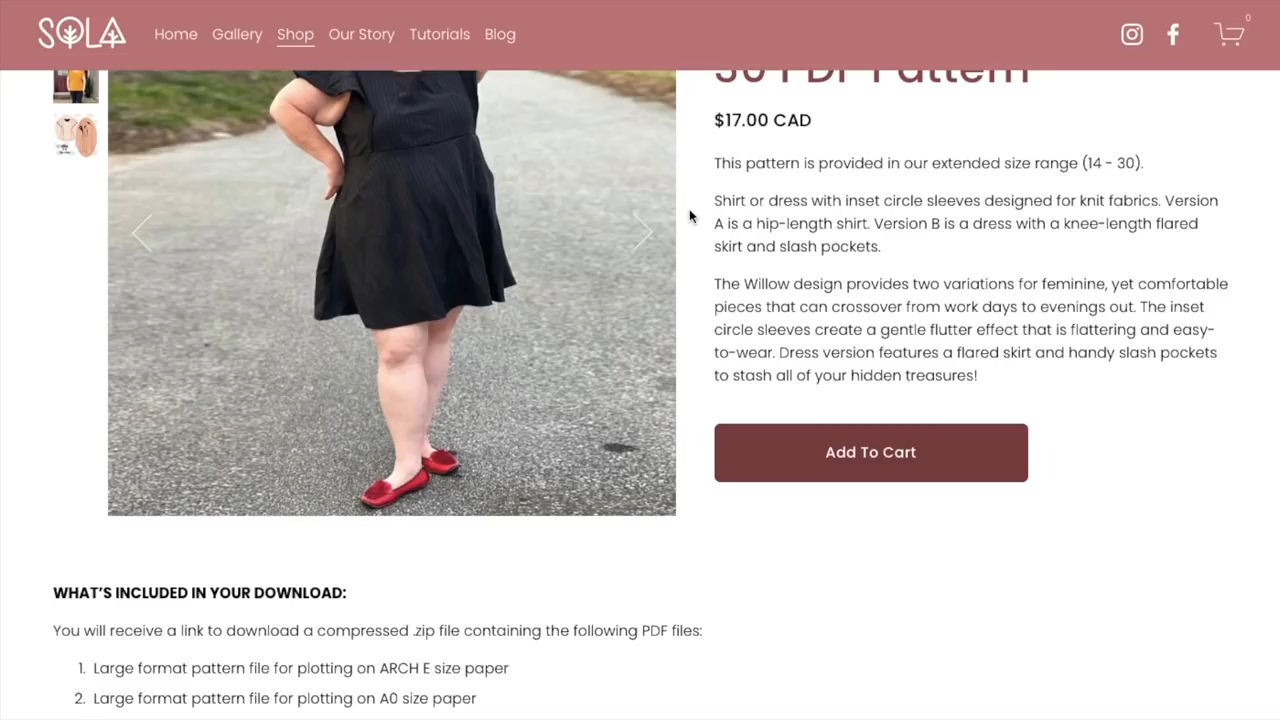 SOLA Home Gallery Shop Our Story Tutorials Blog 0
30 PDF Pattern
$17.00 CAD
This pattern is provided in our extended size range (14 - 30).
Shirt or dress with inset circle sleeves designed for knit fabrics. Version
A is a hip-length shirt. Version B is a dress with a knee-length flared
skirt and slash pockets.
The Willow design provides two variations for feminine, yet comfortable
pieces that can crossover from work days to evenings out. The inset
circle sleeves create a gentle flutter effect that is flattering and easy-
to-wear. Dress version features a flared skirt and handy slash pockets
to stash all of your hidden treasures!
Add To Cart
WHAT'S INCLUDED IN YOUR DOWNLOAD:
You will receive a link to download a compressed .zip file containing the following PDF files:
1. Large format pattern file for plotting on ARCH E size paper
2. Large format pattern file for plotting on A0 size paper